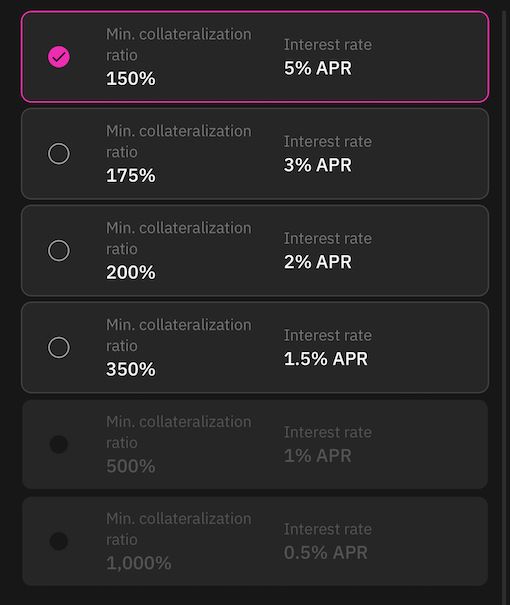 Min. collateralization
ratio
150%
Interest rate
5% APR
Min. collateralization
ratio
175%
Interest rate
3% APR
Min. collateralization
ratio
200%
Interest rate
2% APR
Min. collateralization
ratio
350%
Interest rate
1.5% APR
Min. collateralization
ratio
500%
Interest rate
1% APR
Min. collateralization
ratio
1,000%
Interest rate
0.5% APR